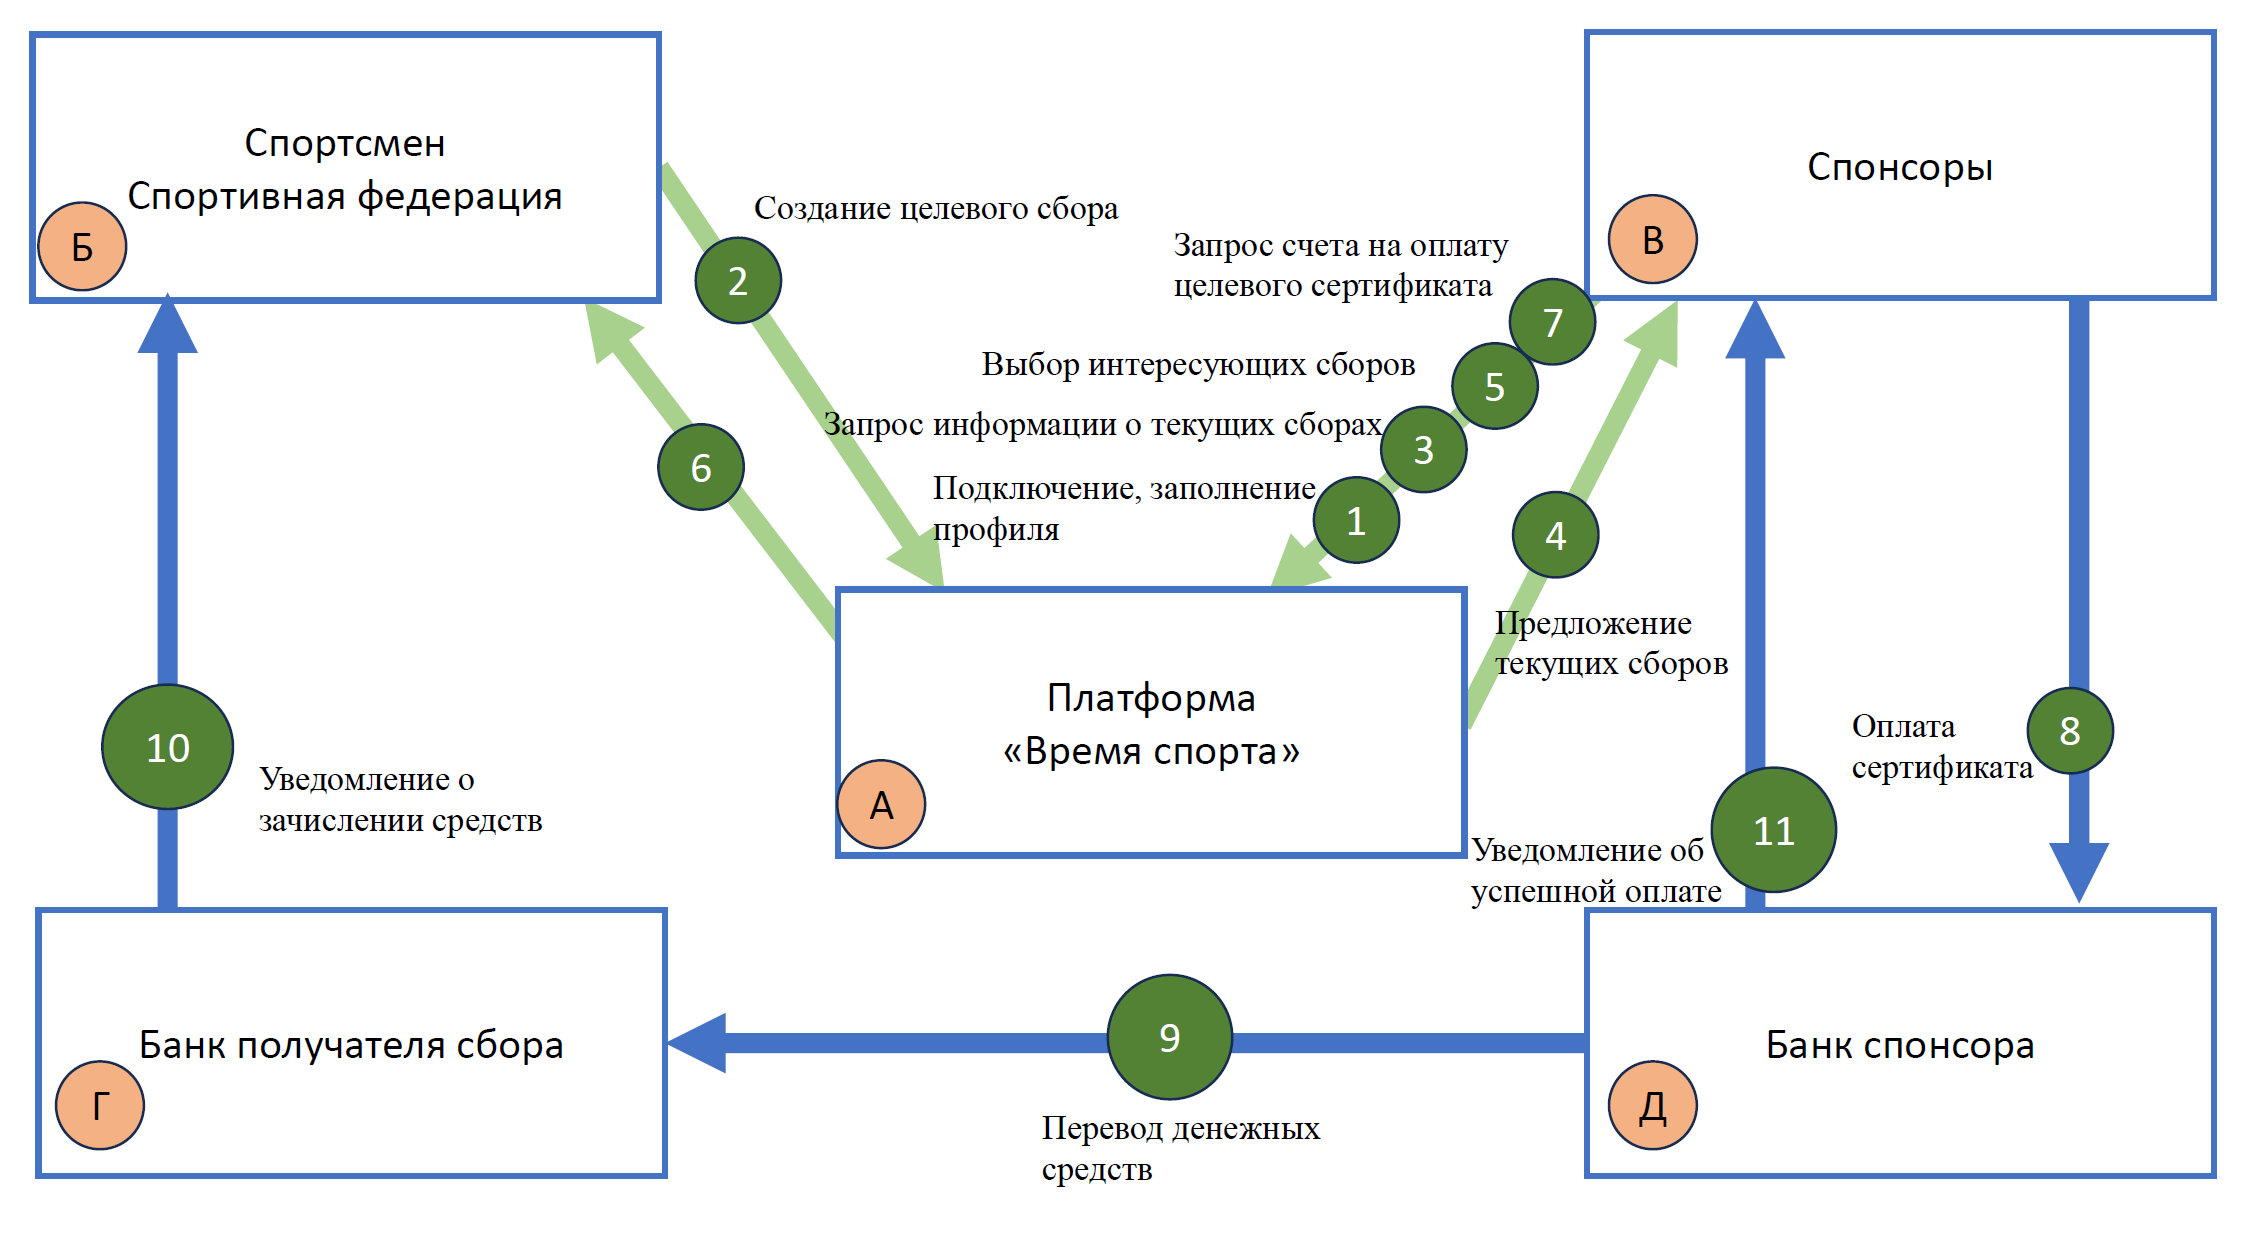 Спортсмен
Спортивная федерация
Б
Спонсоры
В
Создание целевого сбора
2
Запрос счета на оплату
целевого сертификата
7
Выбор интересующих сборов
5
Запрос информации о текущих сборах
3
6
Подключение, заполнение
профиля
1
4
Предложение
текущих сборов
Платформа
«Время спорта»
А
10
Уведомление о
зачислении средств
Оплата
сертификата
8
11
Уведомление об
успешной оплате
Банк получателя сбора
Г
9
Перевод денежных
средств
Банк спонсора
Д